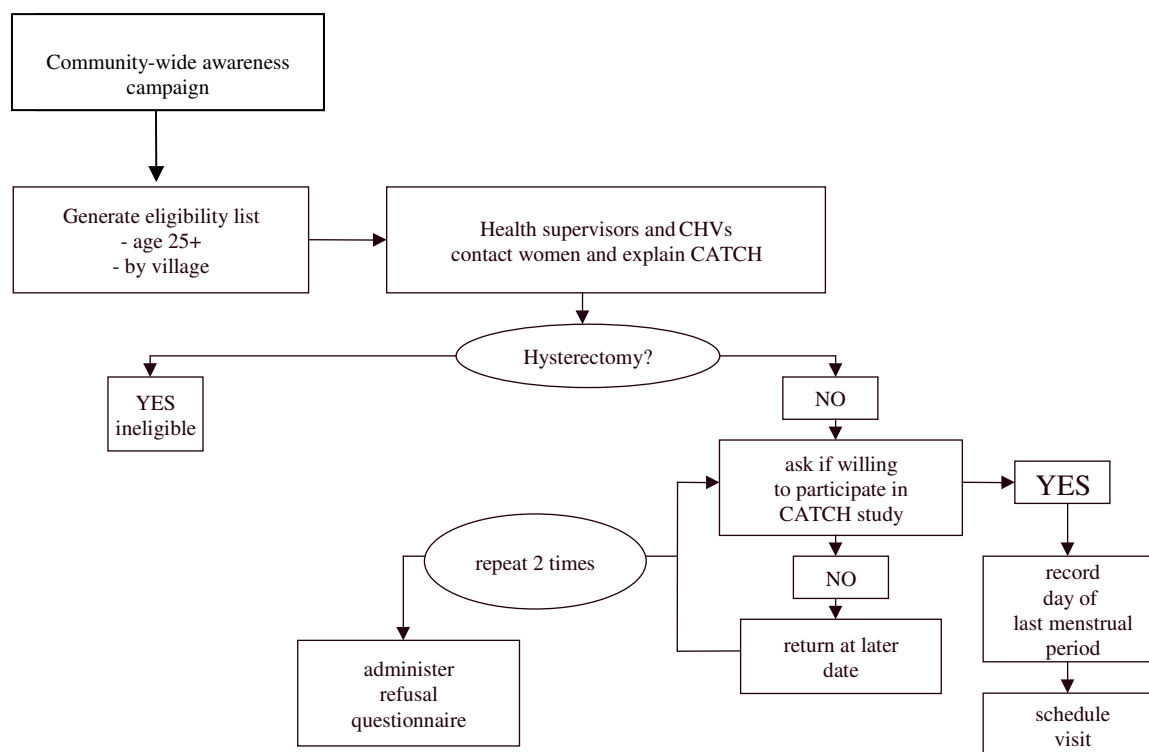 Community-wide awareness
campaign
Generate eligibility list
- age 25+
- by village
Health supervisors and CHVs
contact women and explain CATCH
Hysterectomy?
YES
ineligible
NO
ask if willing
to participate in
CATCH study
YES
repeat 2 times
NO
record
day of
last menstrual
period
return at later
date
administer
refusal
questionnaire
schedule
visit